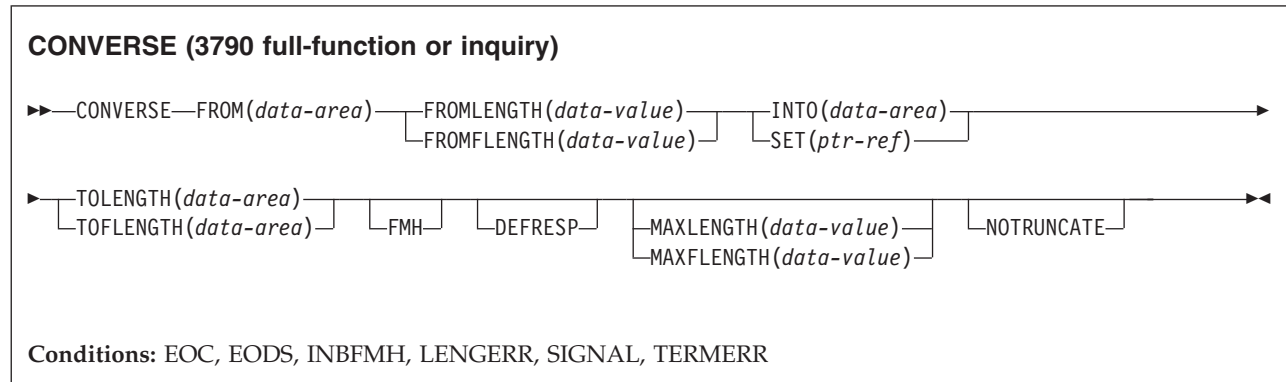 CONVERSE (3790 full-function or inquiry)
CONVERSE FROM(data-area) FROMLENGTH(data-value) INTO(data-area)
FROMFLENGTH(data-value) SET(ptr-ref)
TOLENGTH(data-area)
TOFLENGTH(data-area) FMH DEFRESP MAXLENGTH(data-value) NOTRUNCATE
MAXFLENGTH(data-value)
Conditions: EOC, EODS, INBFMH, LENGERR, SIGNAL, TERMERR